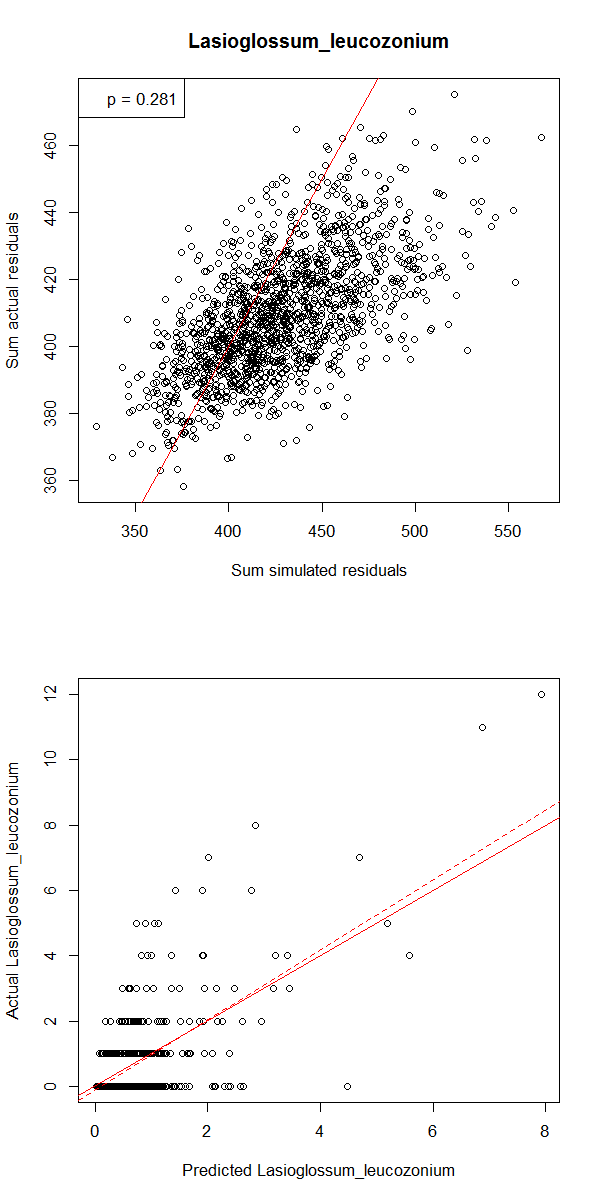 Lasioglossum_leucozonium
p = 0.281
Sum actual residuals
460
440
420
400
380
360
350 400 450 500 550
Sum simulated residuals
Actual Lasioglossum_leucozonium
12
10
8
6
4
2
0
0 2 4 6 8
Predicted Lasioglossum_leucozonium